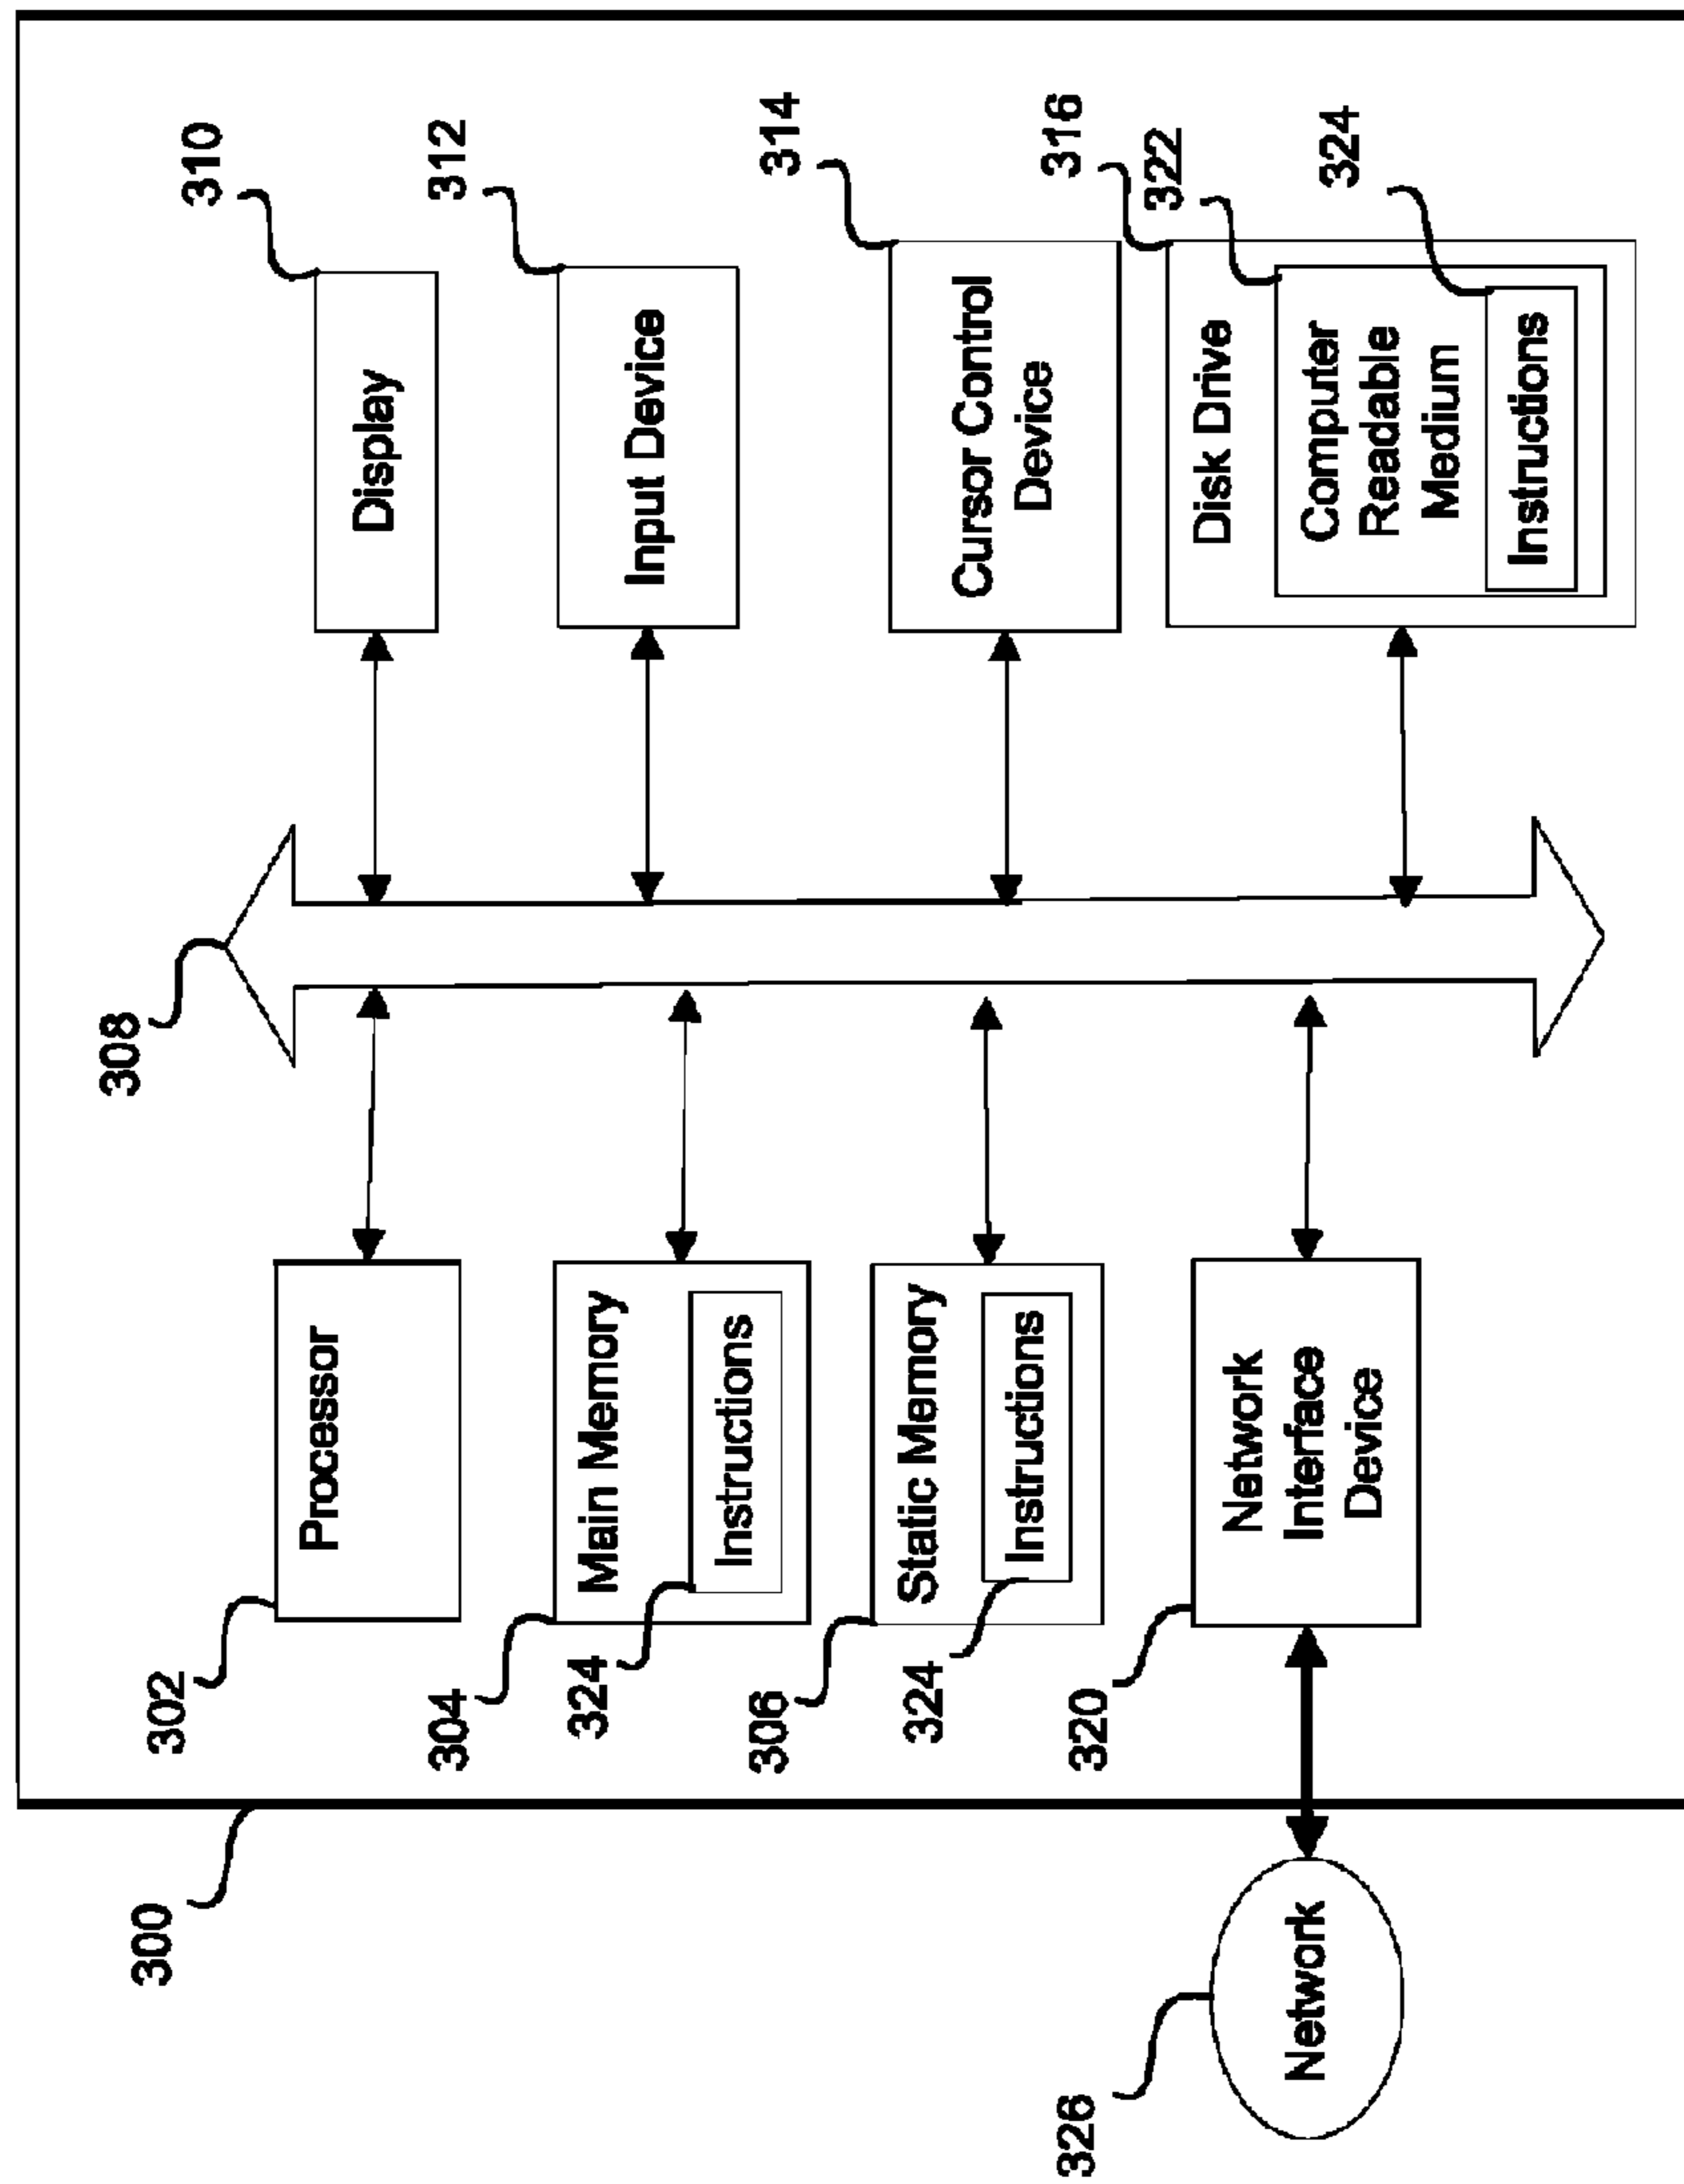 300
308
302
Processor
310
Display
304
Main Memory
324
Instructions
312
Input Device
306
Static Memory
324
Instructions
314
Cursor Control
Device
320
Network
Interface
Device
316
Disk Drive
322
Computer
Readable
Medium
324
Instructions
326
Network